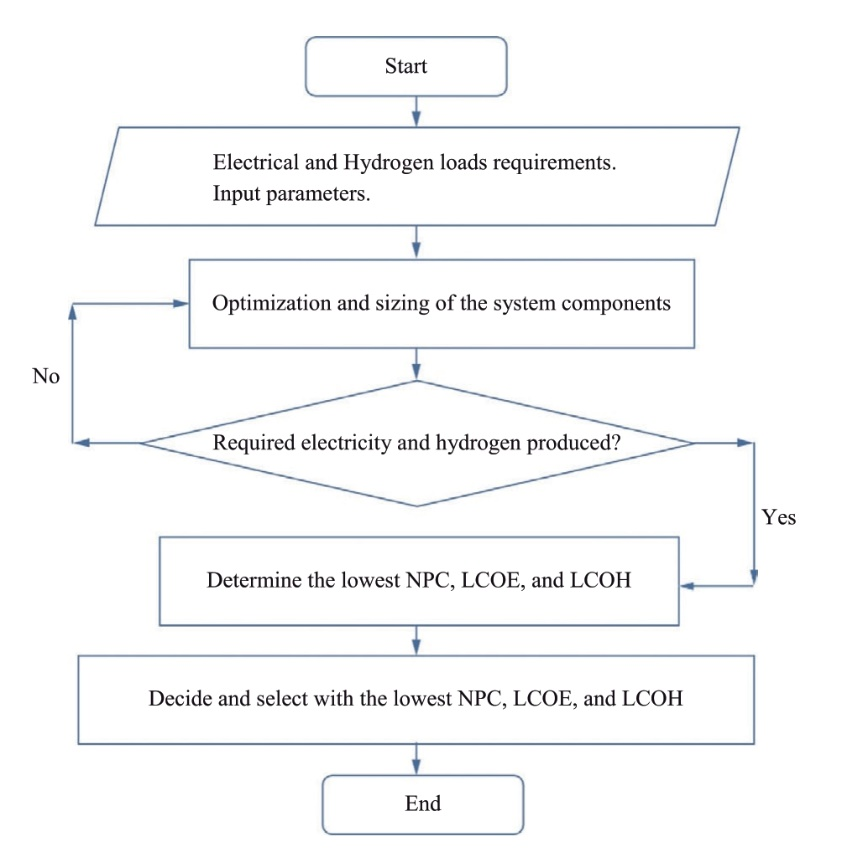 Start
Electrical and Hydrogen loads requirements.
Input parameters.
Optimization and sizing of the system components
No
Required electricity and hydrogen produced?
Yes
Determine the lowest NPC, LCOE, and LCOH
Decide and select with the lowest NPC, LCOE, and LCOH
End